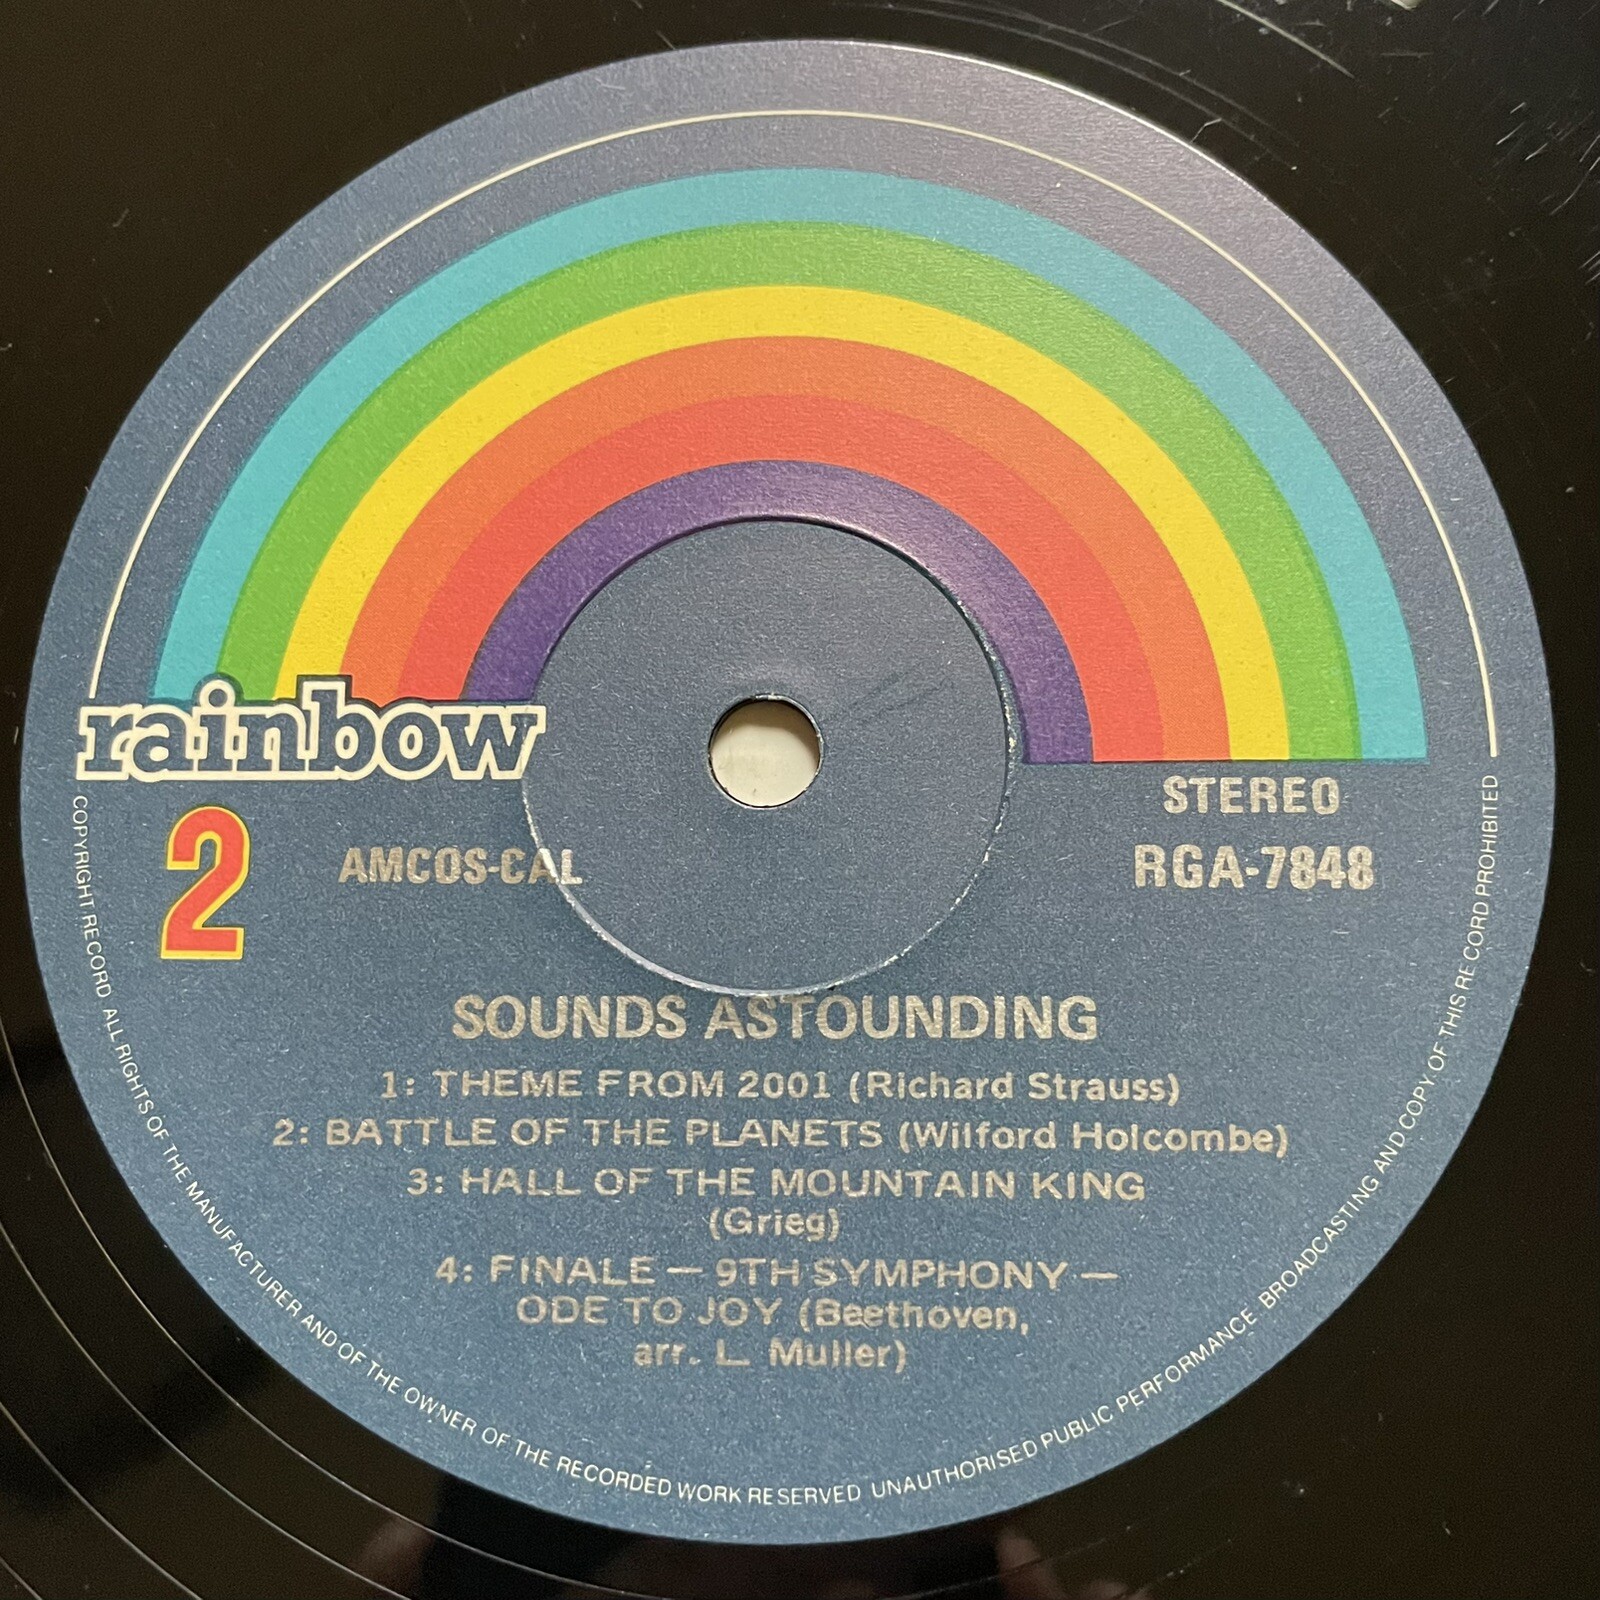 rainbow
2
AMCOS-CAL
STEREO
RGA-7848
SOUNDS ASTOUNDING
1: THEME FROM 2001 (Richard Strauss)
2: BATTLE OF THE PLANETS (Wilford Holcombe)
3: HALL OF THE MOUNTAIN KING
(Grieg)
4: FINALE — 9TH SYMPHONY —
ODE TO JOY (Beethoven,
arr. L. Muller)
COPYRIGHT RECORD ALL RIGHTS OF THE MANUFACTURER AND OF THE OWNER OF THE RECORDED WORK RESERVED UNAUTHORISED PUBLIC PERFORMANCE BROADCASTING AND COPY OF THIS RECORD PROHIBITED